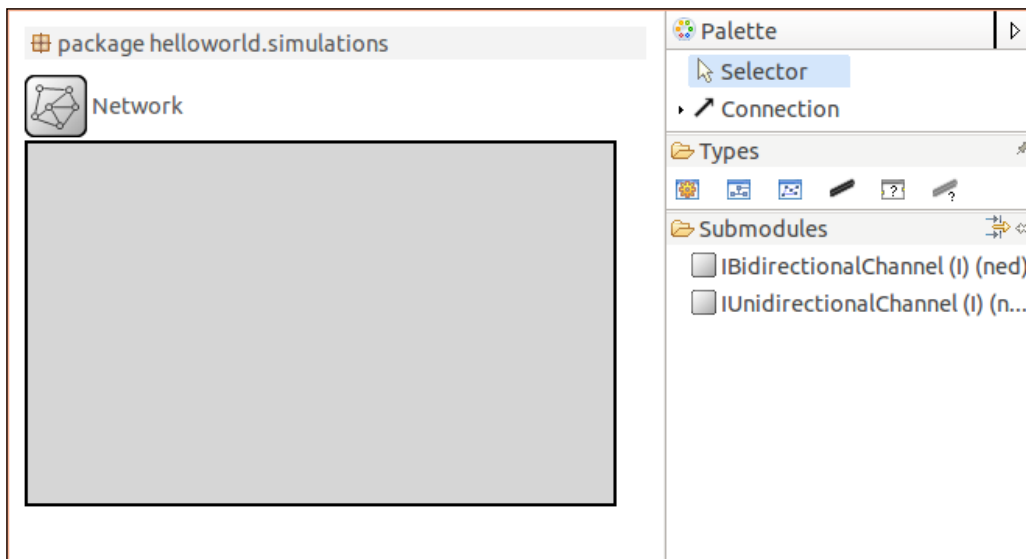 package helloworld.simulations
Network
Palette
Selector
Connection
Types
? ?
Submodules
IBidirectionalChannel (I) (ned)
IUnidirectionalChannel (I) (n...